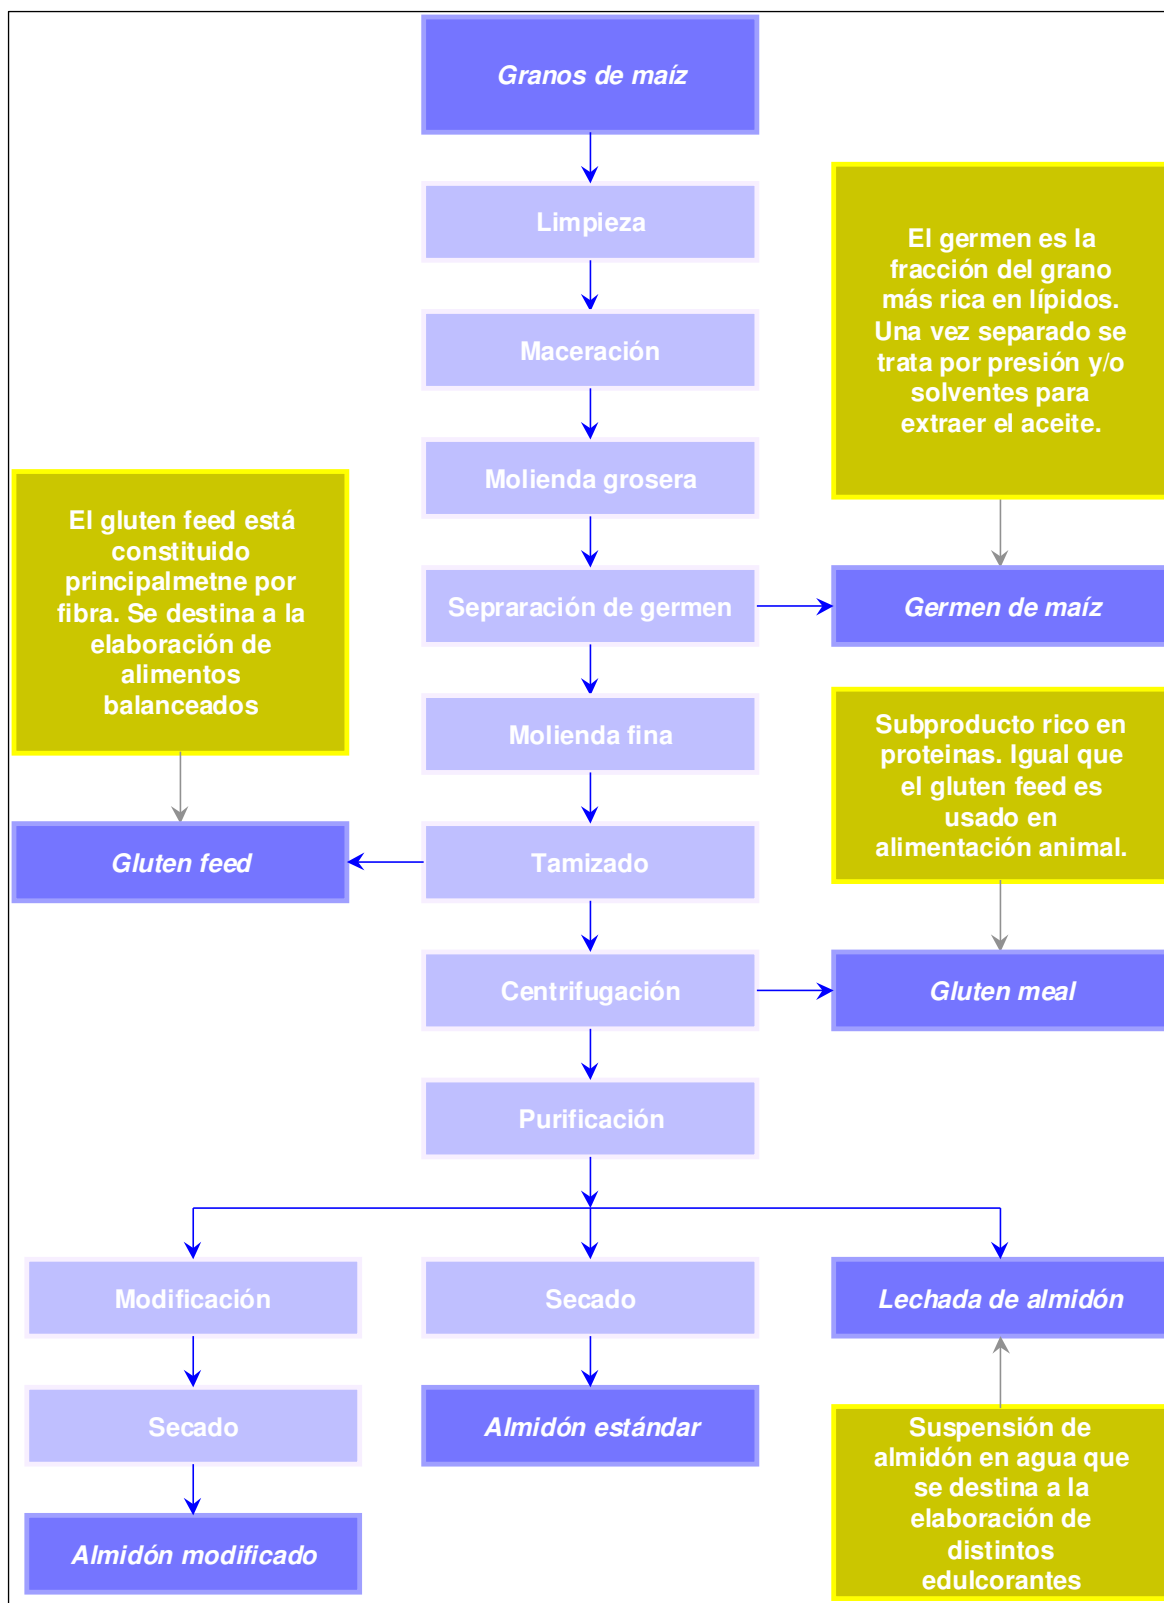 Granos de maíz
Limpieza
El germen es la
fracción del grano
más rica en lípidos.
Una vez separado se
trata por presión y/o
solventes para
extraer el aceite.
Maceración
Molienda grosera
El gluten feed está
constituido
principalmetne por
fibra. Se destina a la
elaboración de
alimentos
balanceados
Sepraración de germen
Germen de maíz
Molienda fina
Subproducto rico en
proteinas. Igual que
el gluten feed es
usado en
alimentación animal.
Gluten feed
Tamizado
Centrifugación
Gluten meal
Purificación
Modificación
Secado
Lechada de almidón
Secado
Almidón estándar
Suspensión de
almidón en agua que
se destina a la
elaboración de
distintos
edulcorantes
Almidón modificado